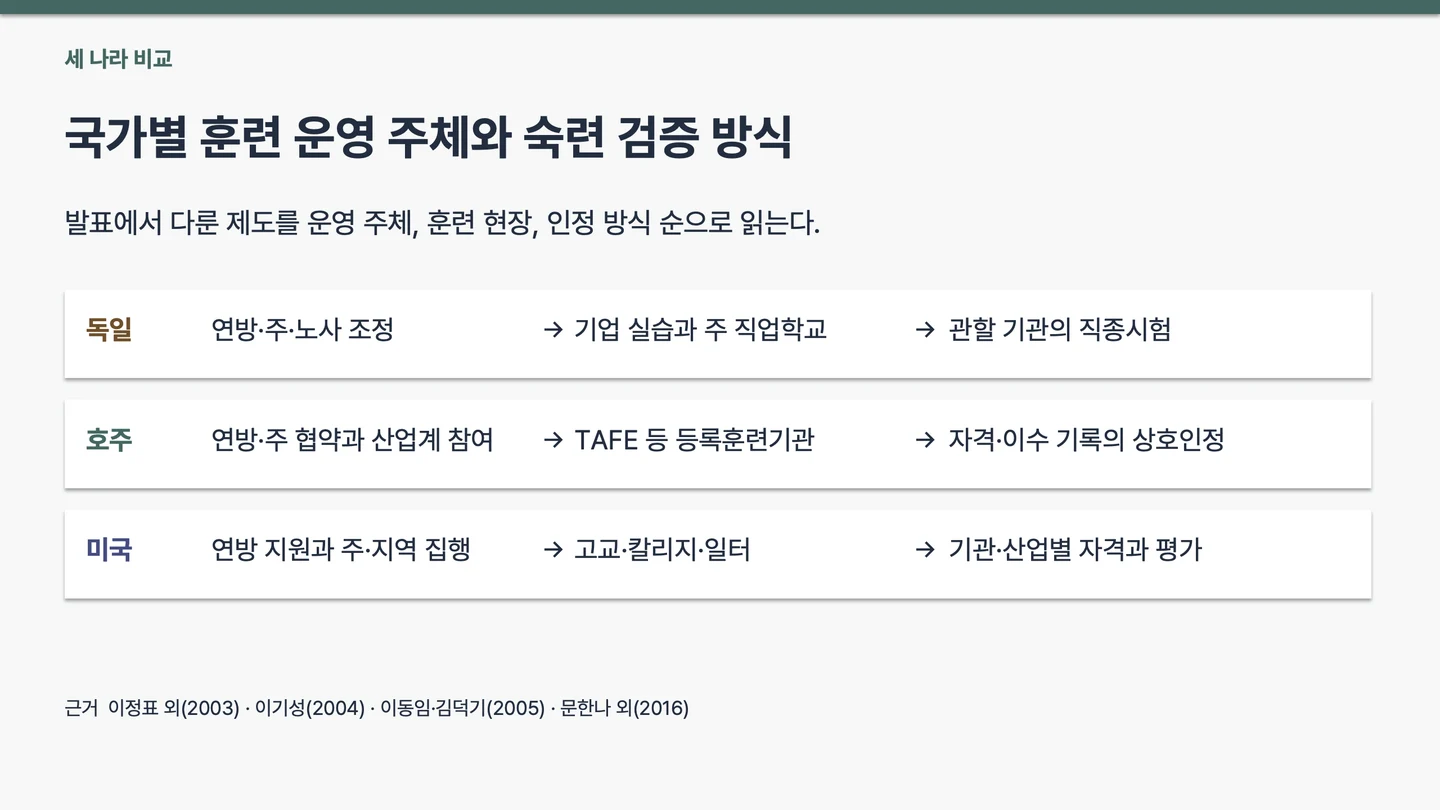 세 나라 비교
국가별 훈련 운영 주체와 숙련 검증 방식
발표에서 다룬 제도를 운영 주체, 훈련 현장, 인정 방식 순으로 읽는다.
독일 연방·주·노사 조정 → 기업 실습과 주 직업학교 → 관할 기관의 직종시험
호주 연방·주 협약과 산업계 참여 → TAFE 등 등록훈련기관 → 자격·이수 기록의 상호인정
미국 연방 지원과 주·지역 집행 → 고교·칼리지·일터 → 기관·산업별 자격과 평가
근거 이정표 외(2003) · 이기성(2004) · 이동임·김덕기(2005) · 문한나 외(2016)